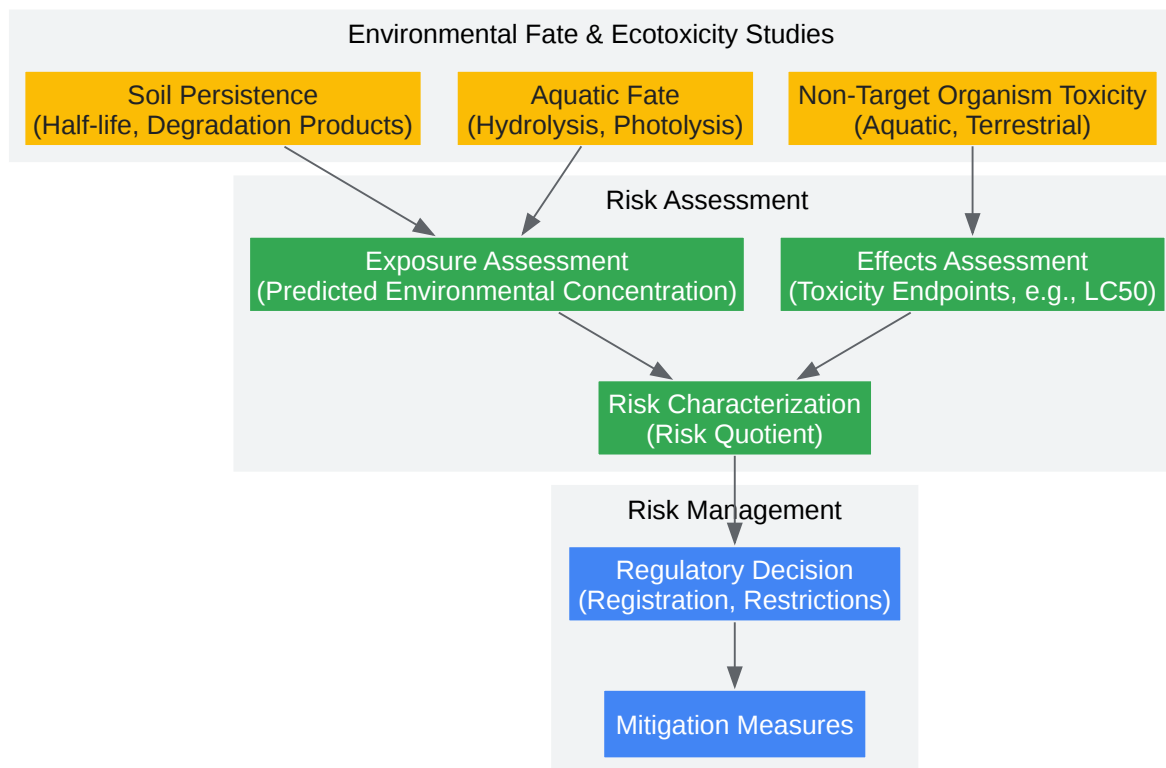 Environmental Fate & Ecotoxicity Studies
Soil Persistence
(Half-life, Degradation Products)
Aquatic Fate
(Hydrolysis, Photolysis)
Non-Target Organism Toxicity
(Aquatic, Terrestrial)
Risk Assessment
Exposure Assessment
(Predicted Environmental Concentration)
Effects Assessment
(Toxicity Endpoints, e.g., LC50)
Risk Characterization
(Risk Quotient)
Risk Management
Regulatory Decision
(Registration, Restrictions)
Mitigation Measures